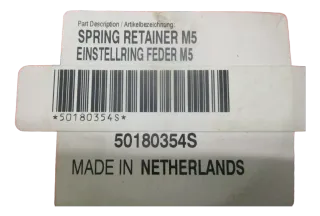 Part Description / Artikelbezeichnung:
SPRING RETAINER M5
EINSTELLRING FEDER M5
*50180354S*
50180354S
MADE IN NETHERLANDS